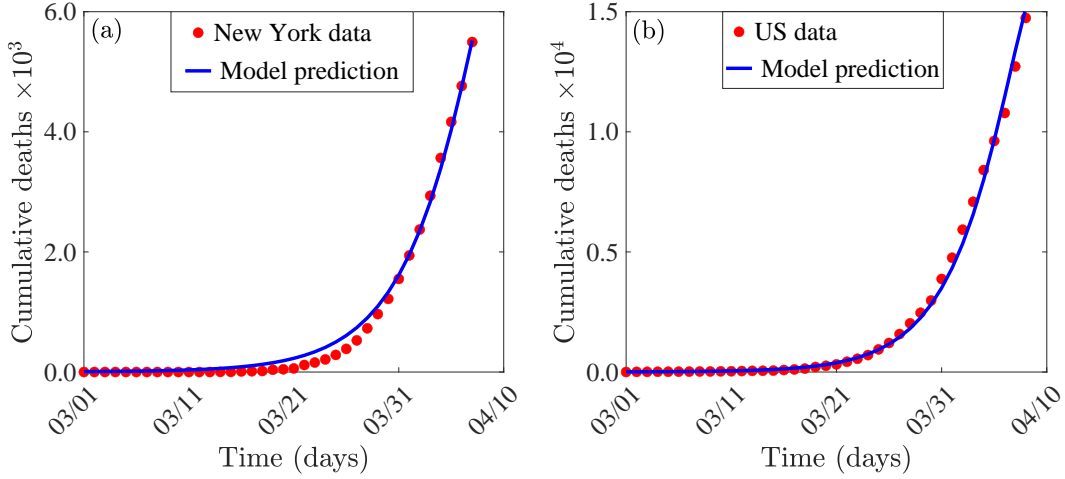 (a)
New York data
Model prediction
Cumulative deaths ×10³
6.0
4.0
2.0
0.0
03/01
03/11
03/21
03/31
04/10
Time (days)
(b)
US data
Model prediction
Cumulative deaths ×10⁴
1.5
1.0
0.5
0.0
03/01
03/11
03/21
03/31
04/10
Time (days)